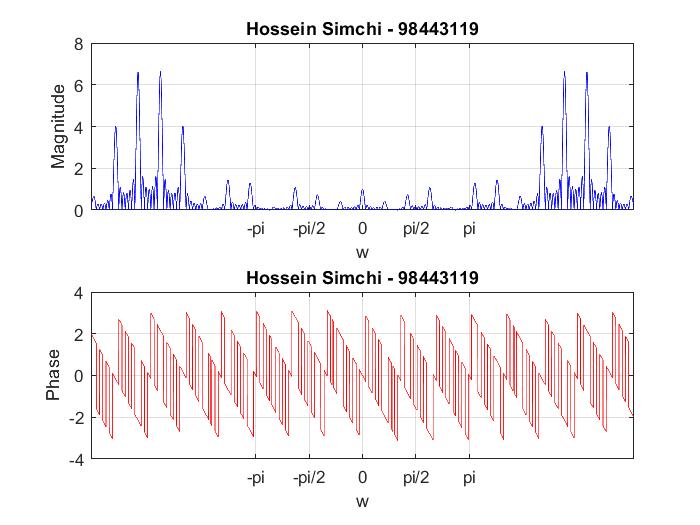 Hossein Simchi - 98443119
8
6
4
2
0
Magnitude
-pi -pi/2 0 pi/2 pi
w
Hossein Simchi - 98443119
4
2
0
-2
-4
Phase
-pi -pi/2 0 pi/2 pi
w